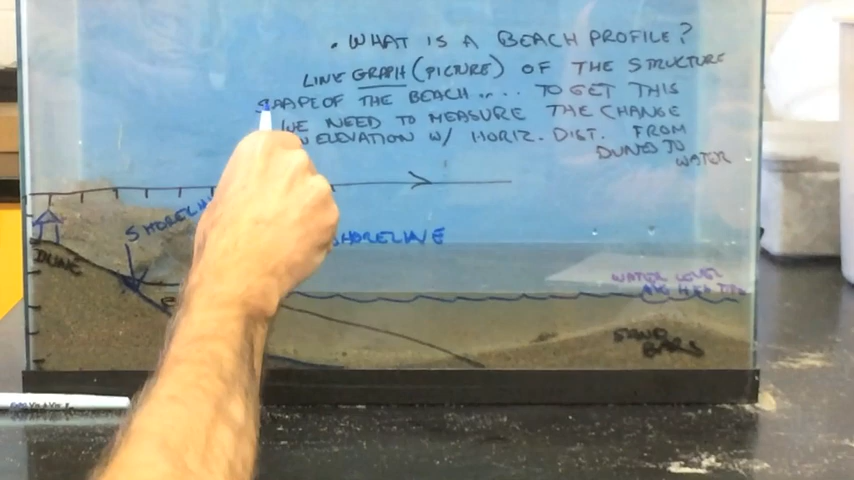 • WHAT IS A BEACH PROFILE?
LINE GRAPH (PICTURE) OF THE STRUCTURE
SHAPE OF THE BEACH..... TO GET THIS
WE NEED TO MEASURE THE CHANGE
IN ELEVATION W/ HORIZ. DIST. FROM
DUNES TO
WATER
SHORELINE
SHORELINE
DUNE
WATER LEVEL
AVG HIGH TIDE
SAND
BARS